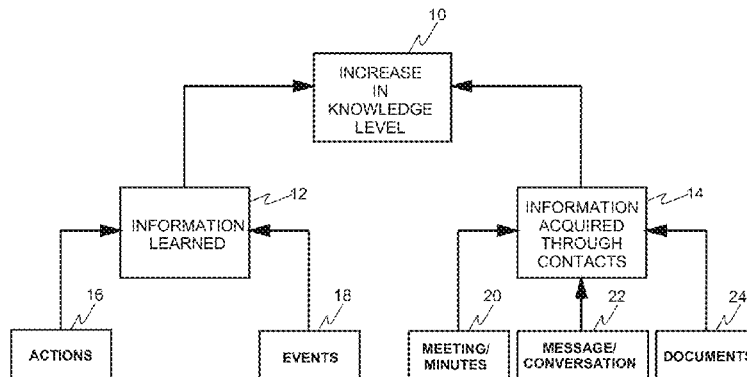 10
INCREASE
IN
KNOWLEDGE
LEVEL
12
INFORMATION
LEARNED
14
INFORMATION
ACQUIRED
THROUGH
CONTACTS
16
ACTIONS
18
EVENTS
20
MEETING/
MINUTES
22
MESSAGE/
CONVERSATION
24
DOCUMENTS